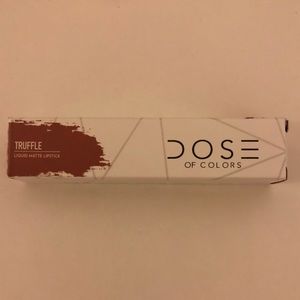 TRUFFLE
LIQUID MATTE LIPSTICK
DOSE
OF COLORS